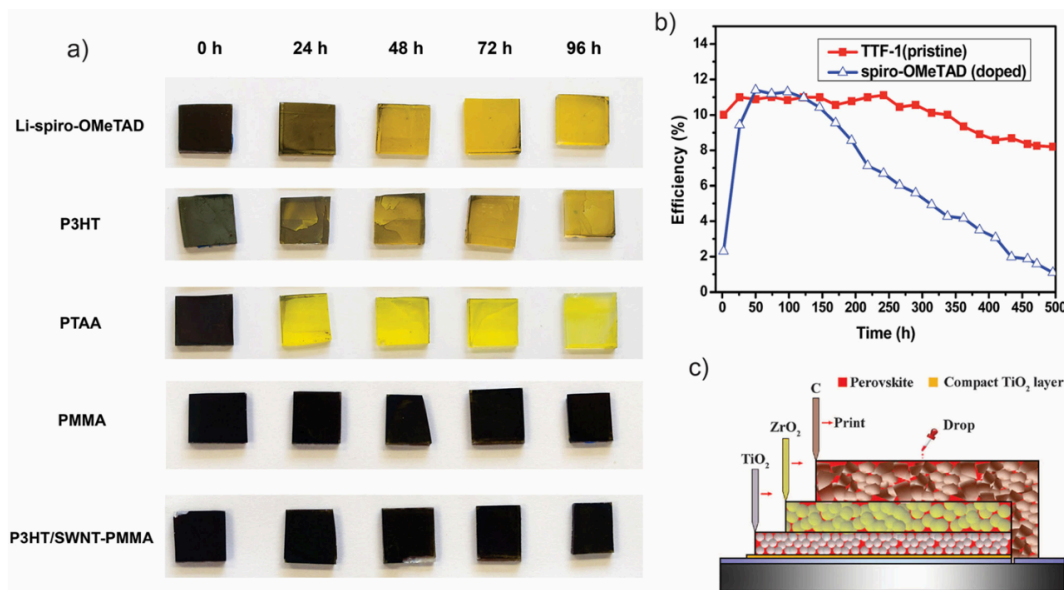 a)
0 h 24 h 48 h 72 h 96 h
Li-spiro-OMeTAD
P3HT
PTAA
PMMA
P3HT/SWNT-PMMA
b)
14
12
10
8
6
4
2
0
Efficiency (%)
TTF-1(pristine)
spiro-OMeTAD (doped)
0 50 100 150 200 250 300 350 400 450 500
Time (h)
c)
Perovskite Compact TiO₂ layer
C
Print
Drop
ZrO₂
TiO₂